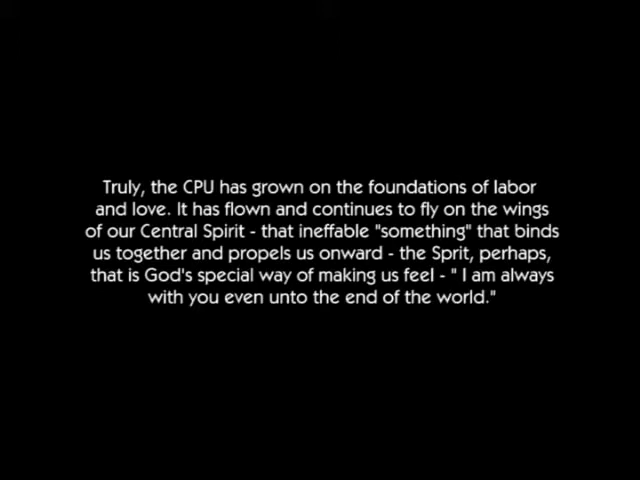 Truly, the CPU has grown on the foundations of labor
and love. It has flown and continues to fly on the wings
of our Central Spirit - that ineffable "something" that binds
us together and propels us onward - the Sprit, perhaps,
that is God's special way of making us feel - " I am always
with you even unto the end of the world."